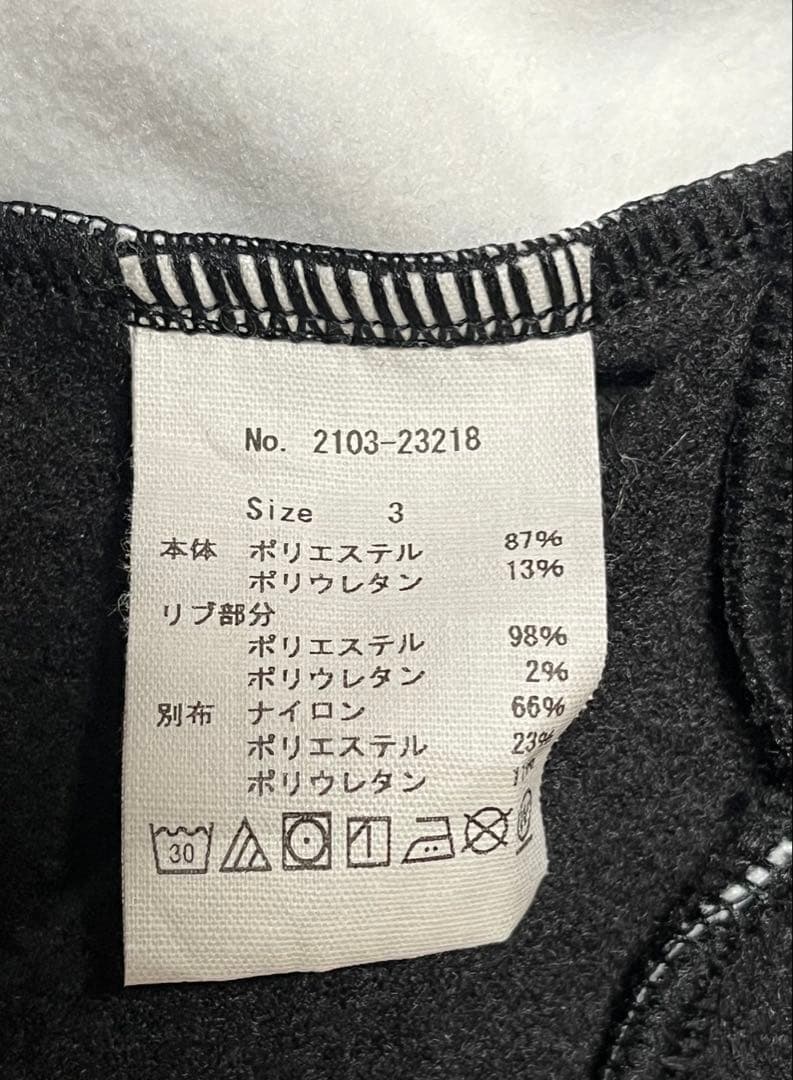 No. 2103-23218
Size 3
本体 ポリエステル 87%
ポリウレタン 13%
リブ部分
ポリエステル 98%
ポリウレタン 2%
別布 ナイロン 66%
ポリエステル 23%
ポリウレタン
30